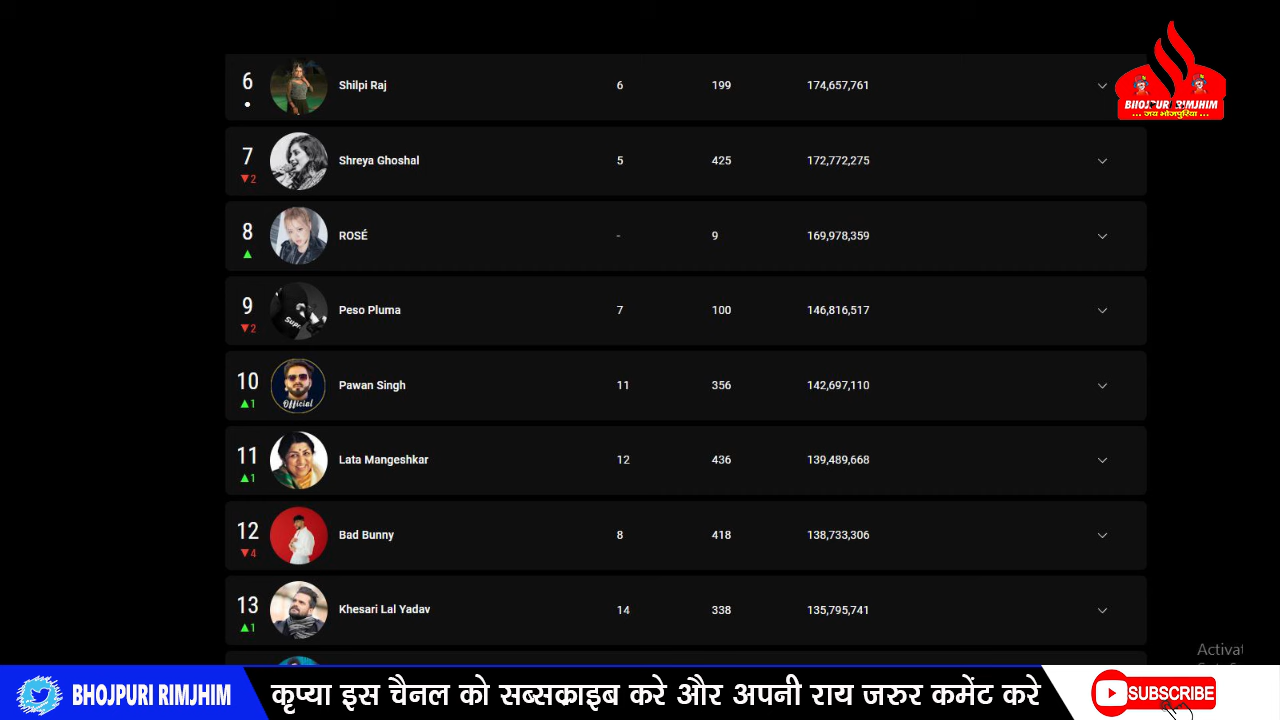 6 Shilpi Raj 6 199 174,657,761
BHOJPURI RIMJHIM
... जय भोजपुरिया ...
7 Shreya Ghoshal 5 425 172,772,275
▼2
8 ROSÉ - 9 169,978,359
▲
9 Peso Pluma 7 100 146,816,517
▼2
10 Pawan Singh 11 356 142,697,110
▲1
Official
11 Lata Mangeshkar 12 436 139,489,668
▲1
12 Bad Bunny 8 418 138,733,306
▼4
13 Khesari Lal Yadav 14 338 135,795,741
▲1
Activat
BHOJPURI RIMJHIM
कृप्या इस चैनल को सब्सक्राइब करे और अपनी राय जरुर कमेंट करे
SUBSCRIBE